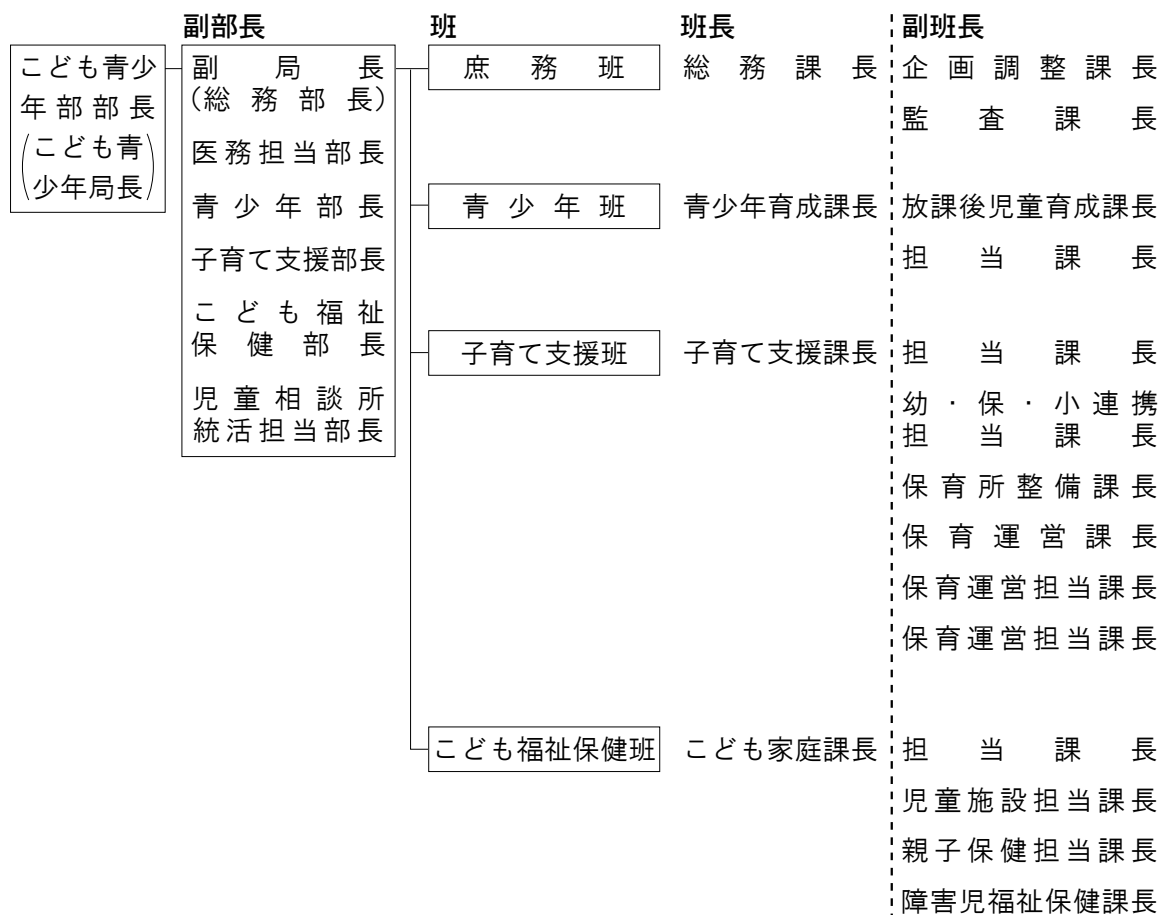 副部長 班 班長 副班長
こども青少
年部部長
(こども青
少年局長)
副局長
(総務部長)
医務担当部長
青少年部長
子育て支援部長
こども福祉
保健部長
児童相談所
統活担当部長
庶務班 総務課長 企画調整課長
監査課長
青少年班 青少年育成課長 放課後児童育成課長
担当課長
子育て支援班 子育て支援課長 担当課長
幼・保・小連携
担当課長
保育所整備課長
保育運営課長
保育運営担当課長
保育運営担当課長
こども福祉保健班 こども家庭課長 担当課長
児童施設担当課長
親子保健担当課長
障害児福祉保健課長